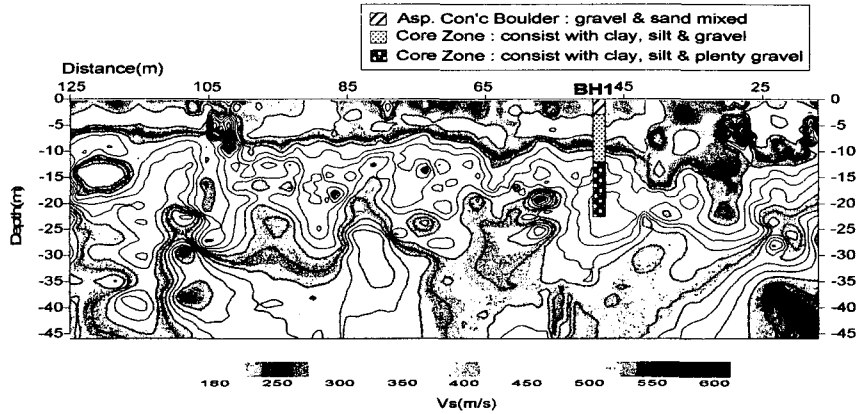 Asp. Con'c Boulder : gravel & sand mixed
Core Zone : consist with clay, silt & gravel
Core Zone : consist with clay, silt & plenty gravel
Distance(m)
BH1
125 105 85 65 45 25
0 0
-5 -5
-10 -10
-15 -15
-20 -20
-25 -25
-30 -30
-35 -35
-40 -40
-45 -45
Depth(m)
180 250 300 350 400 450 500 550 600
Vs(m/s)